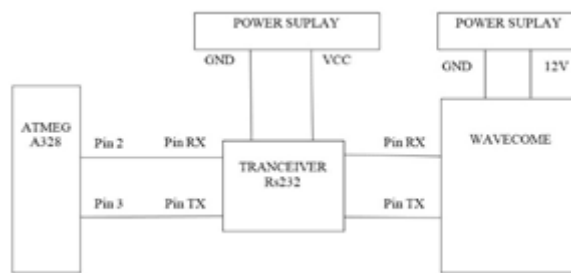 POWER SUPLAY
POWER SUPLAY
GND
VCC
GND
12V
ATMEG
A328
Pin 2
Pin RX
TRANCEIVER
Rs232
Pin RX
WAVECOME
Pin 3
Pin TX
Pin TX